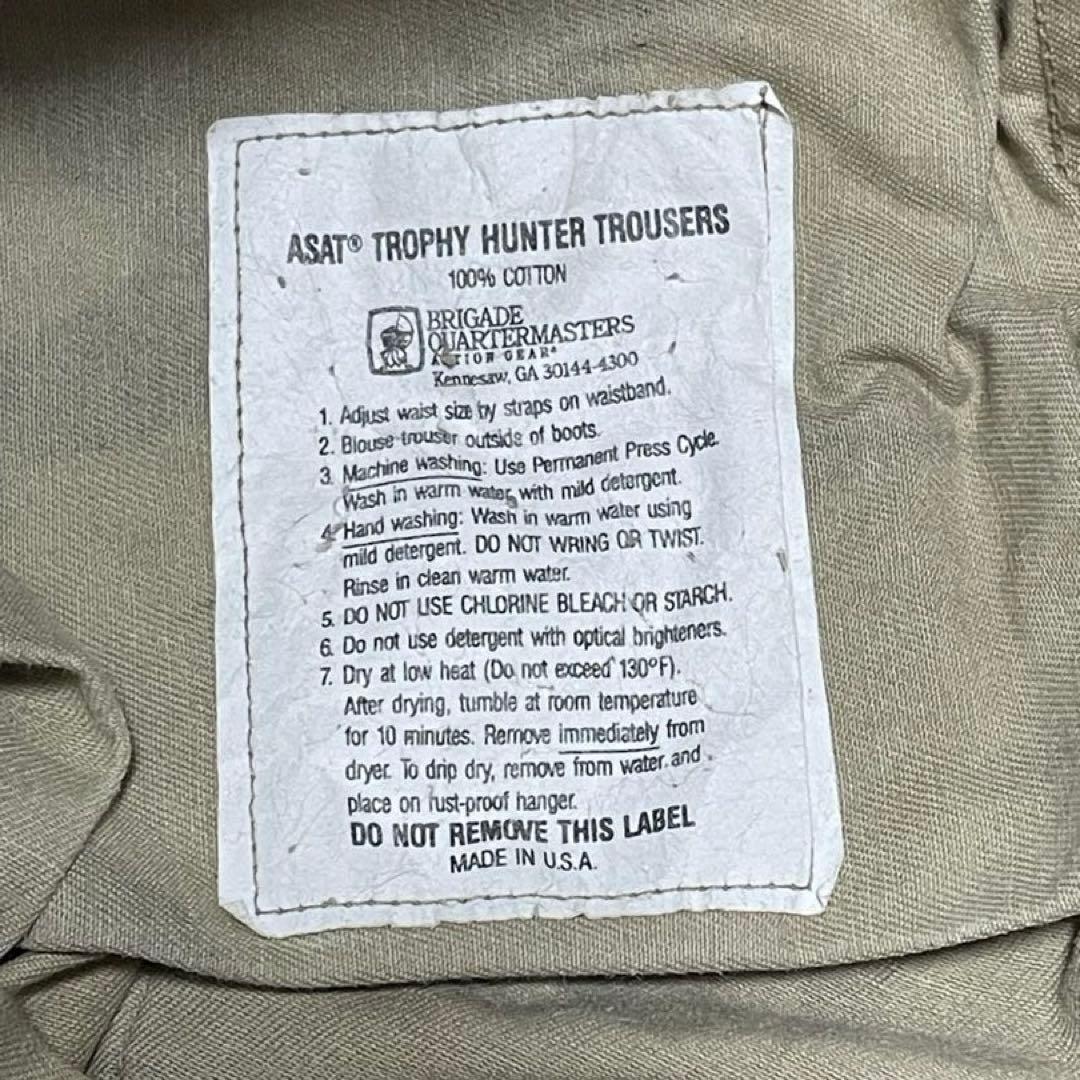 ASAT® TROPHY HUNTER TROUSERS
100% COTTON
BRIGADE
QUARTERMASTERS
ACTION GEAR®
Kennesaw, GA 30144-4300
1. Adjust waist size by straps on waistband.
2. Blouse trouser outside of boots.
3. Machine washing: Use Permanent Press Cycle.
Wash in warm water, with mild detergent.
4. Hand washing: Wash in warm water using
mild detergent. DO NOT WRING OR TWIST.
Rinse in clean warm water.
5. DO NOT USE CHLORINE BLEACH OR STARCH.
6. Do not use detergent with optical brighteners.
7. Dry at low heat (Do not exceed 130°F).
After drying, tumble at room temperature
for 10 minutes. Remove immediately from
dryer. To drip dry, remove from water and
place on rust-proof hanger.
DO NOT REMOVE THIS LABEL
MADE IN U.S.A.